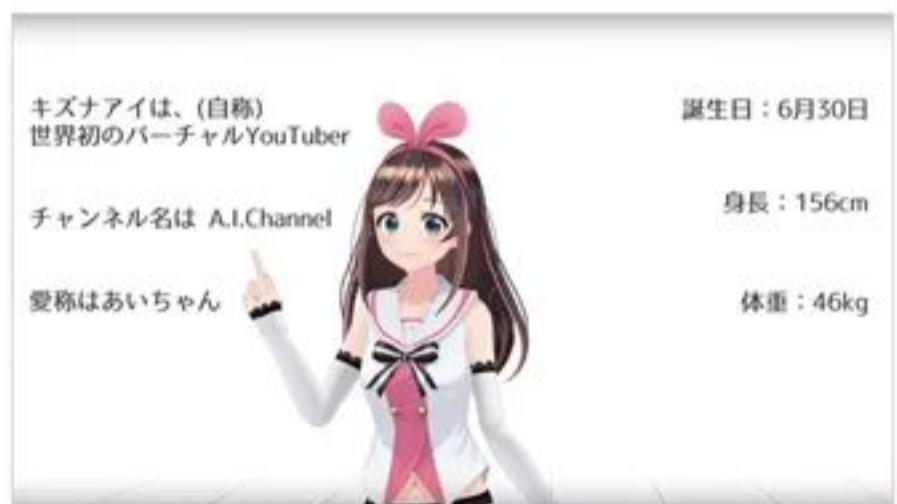 キズナアイは、(自称)
世界初のバーチャルYouTuber
チャンネル名は A.I.Channel
愛称はあいちゃん
誕生日：6月30日
身長：156cm
体重：46kg